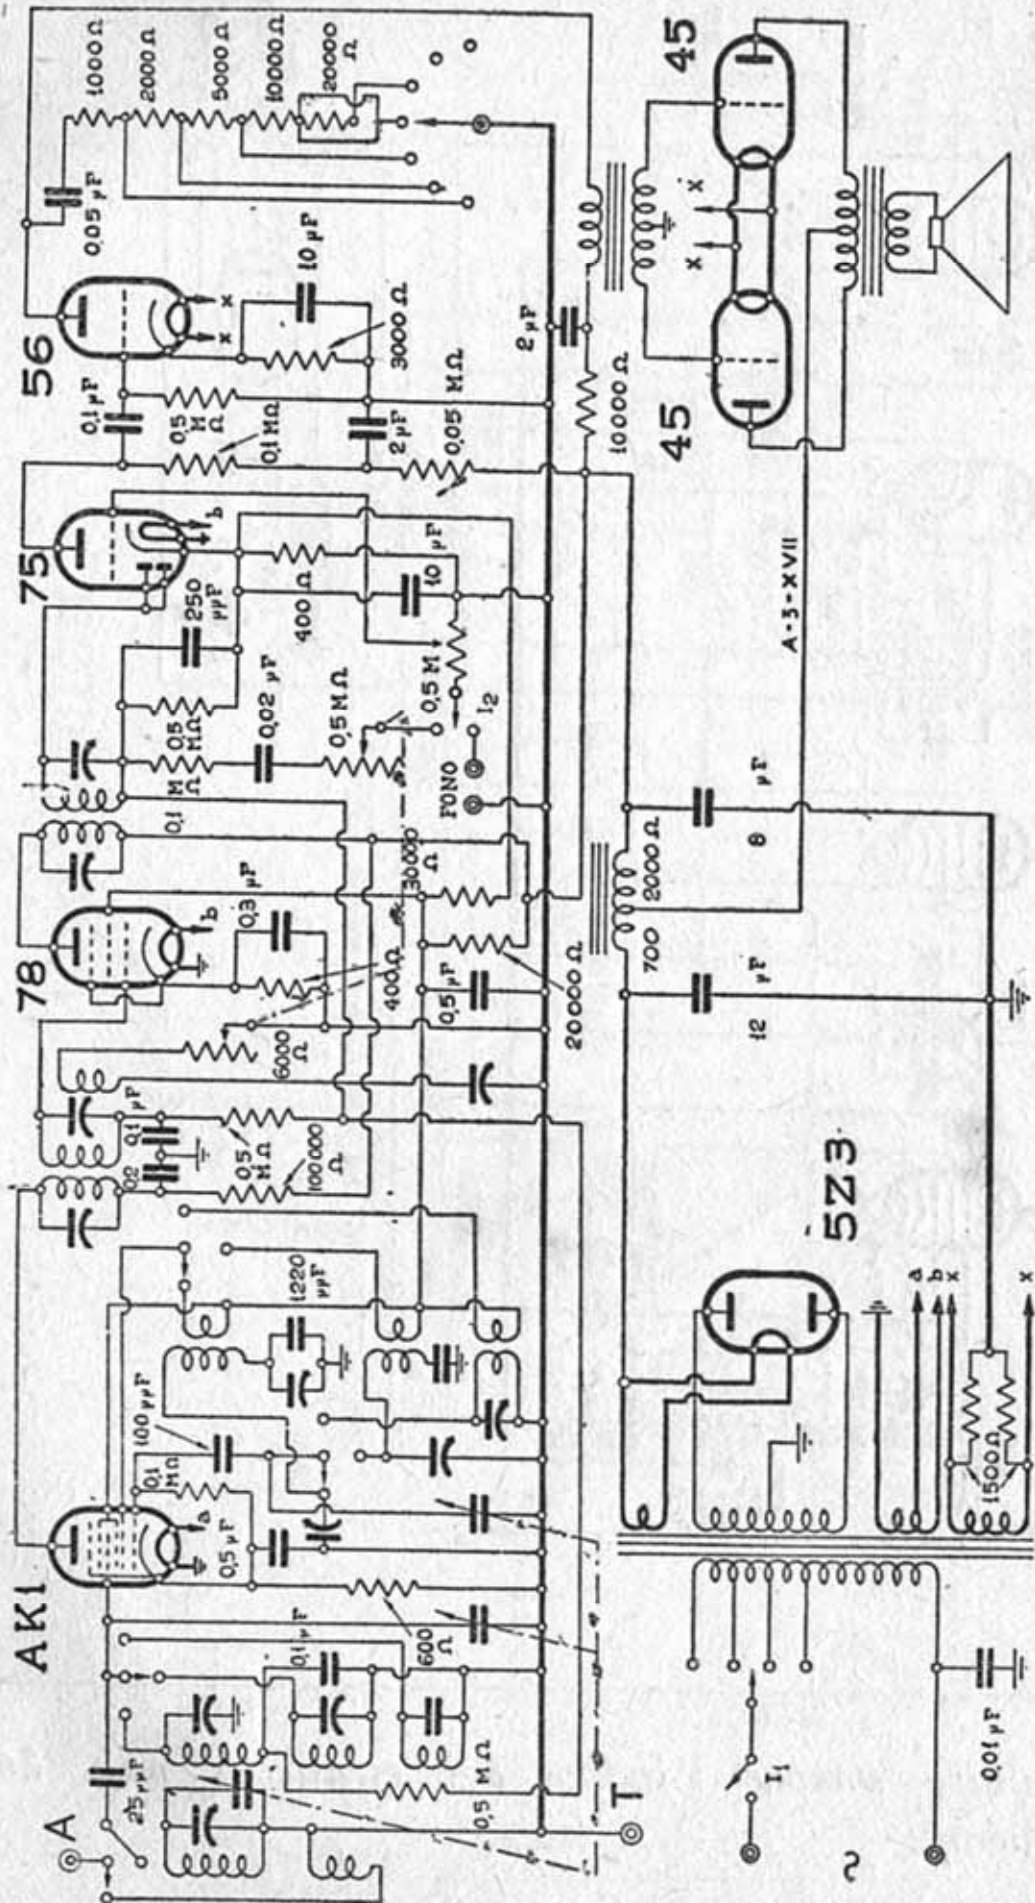 AK1
78
75
56
45
45
5Z3
A
T
25 µµF
0,5 MΩ
0,1 µF
600 Ω
0,5 µF
0,1 MΩ
100 µµF
1220 µµF
a
0,2
0,1 µF
0,5 MΩ
100000 Ω
6000 Ω
400 Ω
0,3 µF
b
0,5 µF
20000 Ω
30000 Ω
0,1
MΩ
0,5 MΩ
250 µµF
0,02 µF
0,5 MΩ
FONO
I2
0,5 M
400 Ω
10 µF
b
0,1 µF
0,5 MΩ
0,1 MΩ
2 µF
0,05 MΩ
3000 Ω
10 µF
x
x
0,05 µF
1000 Ω
2000 Ω
5000 Ω
10000 Ω
20000 Ω
2 µF
10000 Ω
x
x
A-3-XVII
700
2000 Ω
12 µF
8 µF
a
b
x
x
1500 Ω
I1
0,01 µF